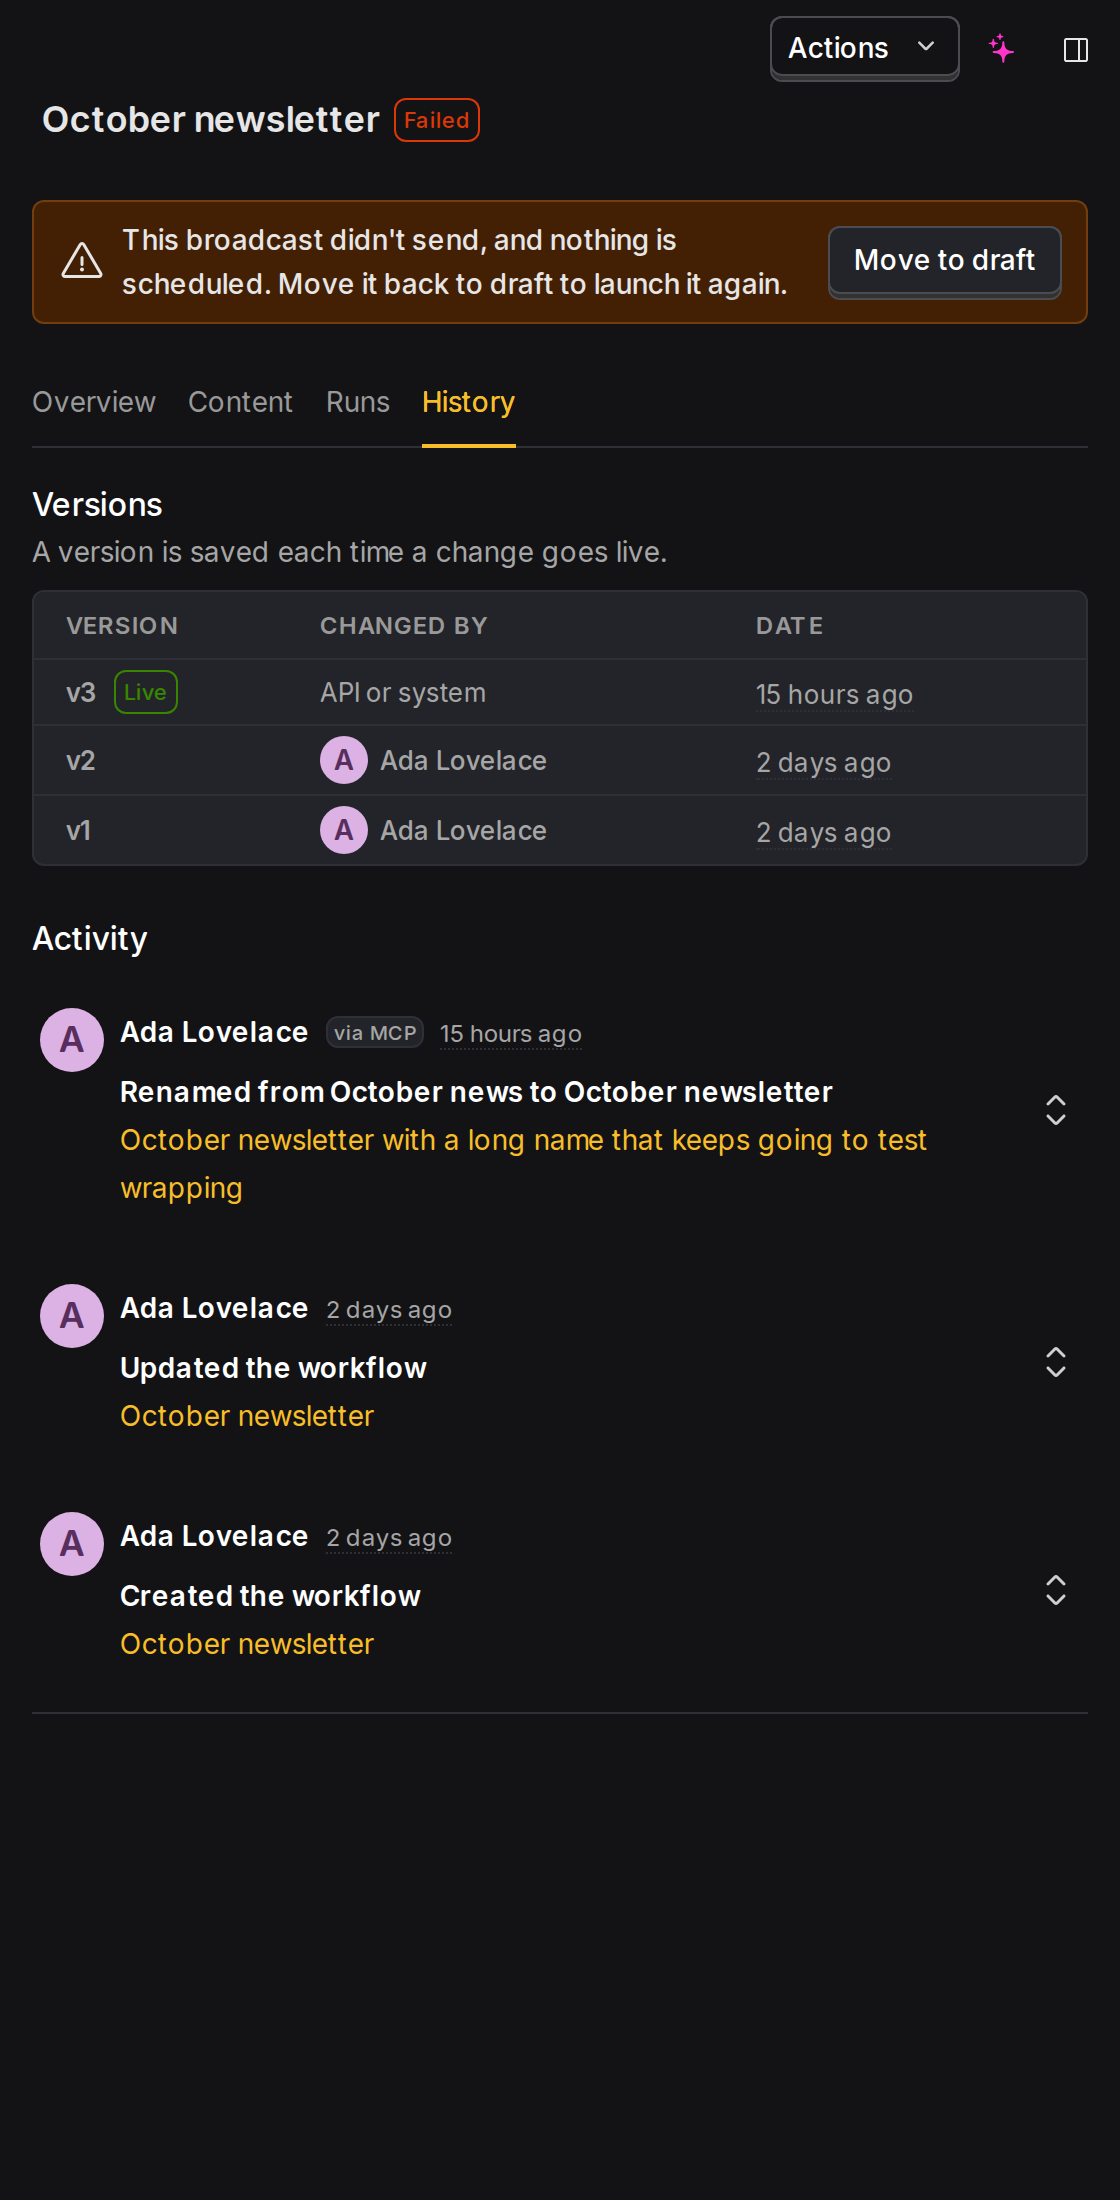 Actions
October newsletter Failed
This broadcast didn't send, and nothing is
scheduled. Move it back to draft to launch it again.
Move to draft
Overview Content Runs History
Versions
A version is saved each time a change goes live.
VERSION CHANGED BY DATE
v3 Live API or system 15 hours ago
v2 A Ada Lovelace 2 days ago
v1 A Ada Lovelace 2 days ago
Activity
A Ada Lovelace via MCP 15 hours ago
Renamed from October news to October newsletter
October newsletter with a long name that keeps going to test
wrapping
A Ada Lovelace 2 days ago
Updated the workflow
October newsletter
A Ada Lovelace 2 days ago
Created the workflow
October newsletter